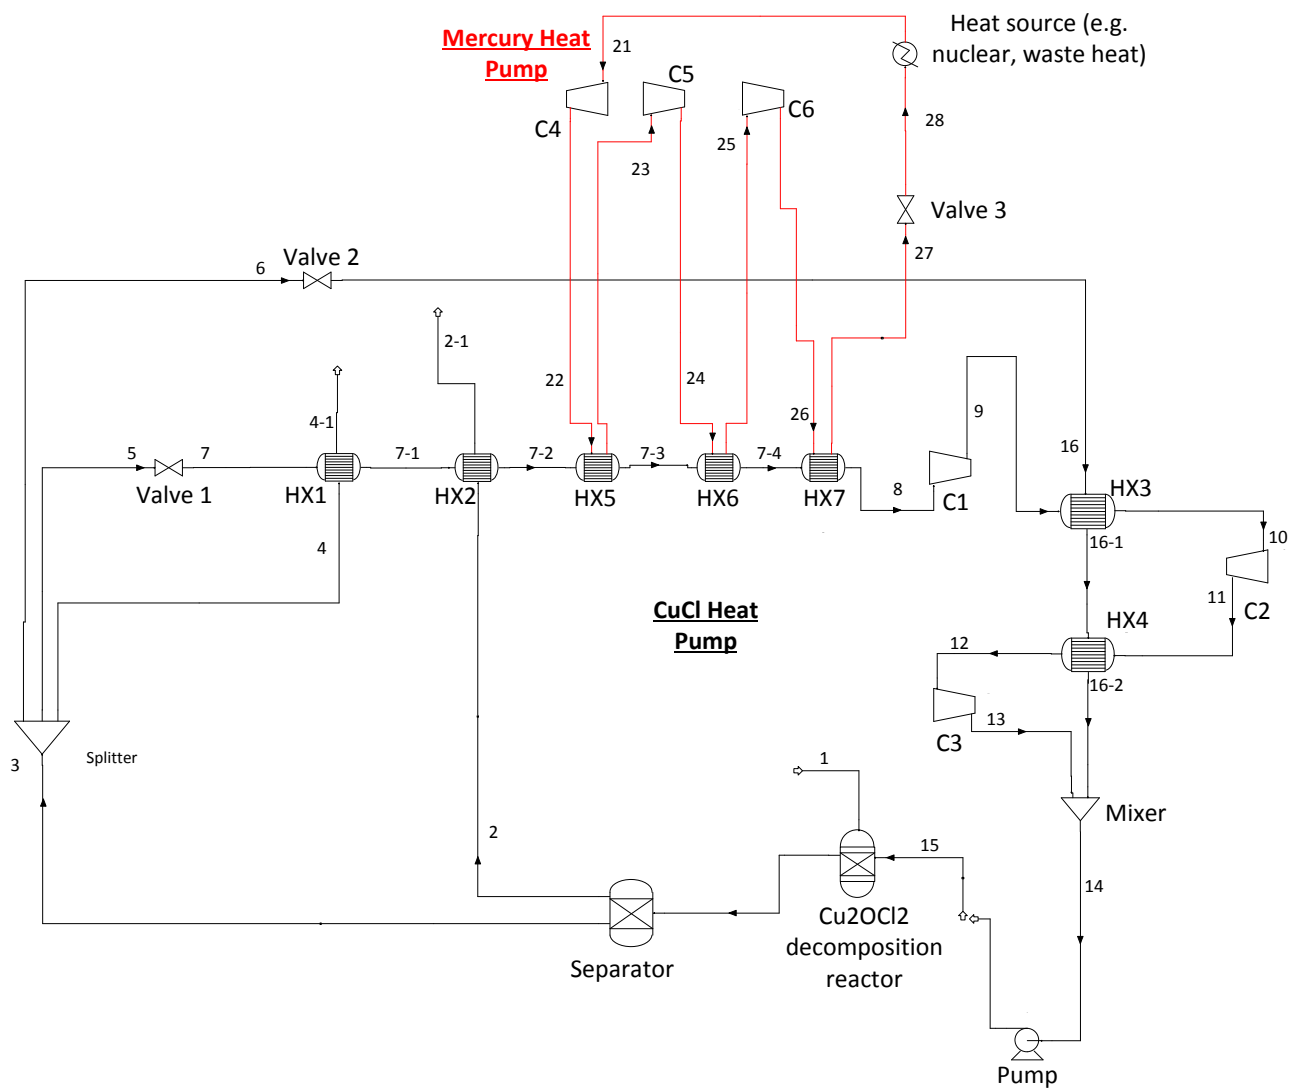 Heat source (e.g.
nuclear, waste heat)
Mercury Heat
Pump
21
C5
C4
C6
23
25
28
Valve 3
27
Valve 2
6
2-1
22
24
26
9
16
4-1
5
7
7-1
7-2
7-3
7-4
Valve 1
HX1
HX2
HX5
HX6
HX7
8
C1
HX3
10
16-1
4
11
C2
CuCl Heat
Pump
HX4
12
16-2
13
C3
3
Splitter
1
Mixer
2
15
14
Cu2OCl2
decomposition
reactor
Separator
Pump